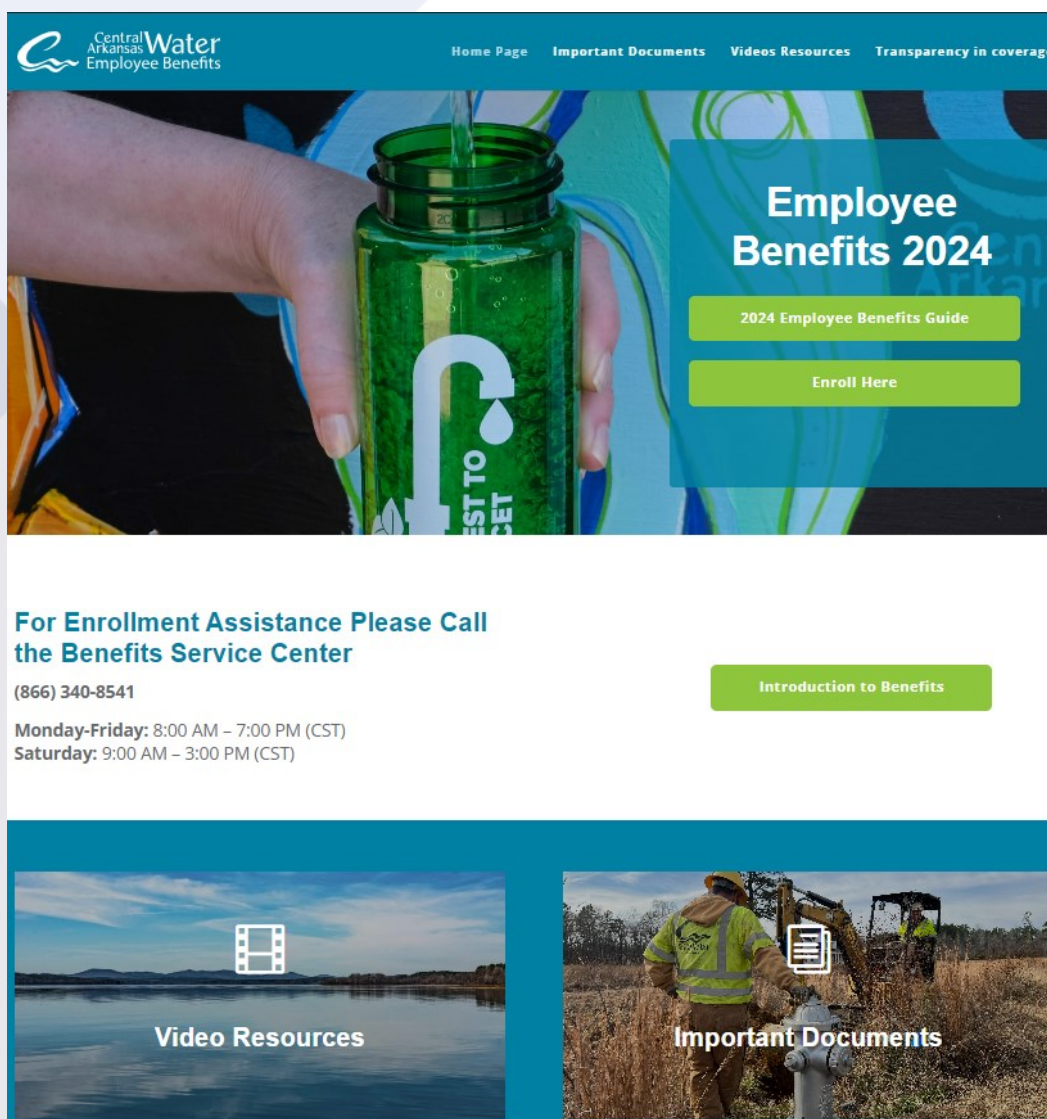 Central
Arkansas Water
Employee Benefits
Home Page
Important Documents
Videos Resources
Transparency in coverage
Employee
Benefits 2024
2024 Employee Benefits Guide
Enroll Here
EST TO
CET
For Enrollment Assistance Please Call
the Benefits Service Center
(866) 340-8541
Monday-Friday: 8:00 AM – 7:00 PM (CST)
Saturday: 9:00 AM – 3:00 PM (CST)
Introduction to Benefits
Video Resources
Important Documents